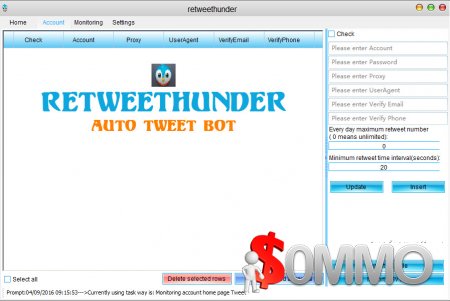 retweethunder
Home Account Monitoring Settings
Check Account Proxy UserAgent VerifyEmail VerifyPhone
Check
Please enter Account
Please enter Password
Please enter Proxy
Please enter UserAgent
Please enter Verify Email
Please enter Verify Phone
RETWEETHUNDER
AUTO TWEET BOT
Every day maximum retweet number
( 0 means unlimited):
0
Minimum retweet time interval(seconds):
20
Update Insert
$0MMO
Select all
Delete selected rows
Prompt:04/09/2016 09:15:53--->Currently using task way is: Monitoring account home page Tweet